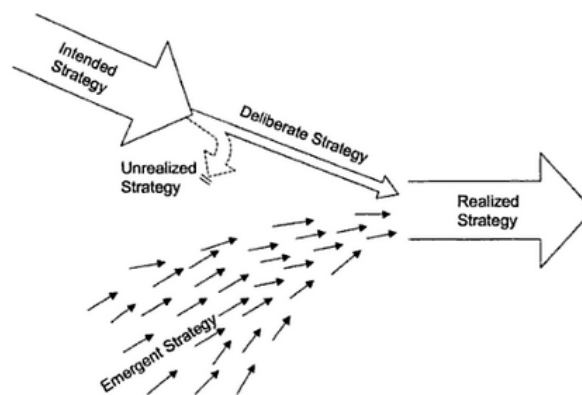 Intended
Strategy
Deliberate Strategy
Unrealized
Strategy
Realized
Strategy
Emergent Strategy